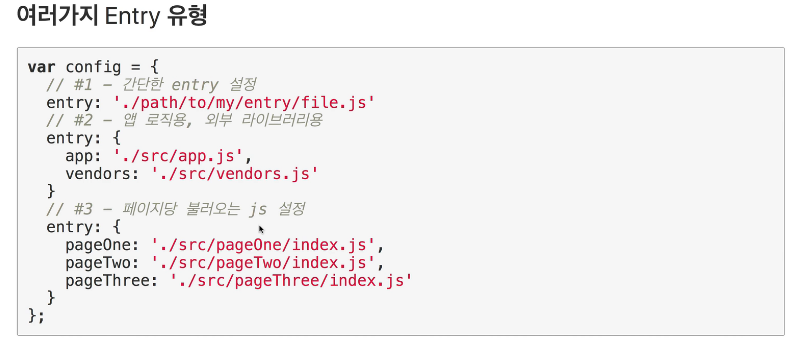 여러가지 Entry 유형
var config = {
  // #1 – 간단한 entry 설정
  entry: './path/to/my/entry/file.js'
  // #2 – 앱 로직용, 외부 라이브러리용
  entry: {
    app: './src/app.js',
    vendors: './src/vendors.js'
  }
  // #3 – 페이지당 불러오는 js 설정
  entry: {
    pageOne: './src/pageOne/index.js',
    pageTwo: './src/pageTwo/index.js',
    pageThree: './src/pageThree/index.js'
  }
};